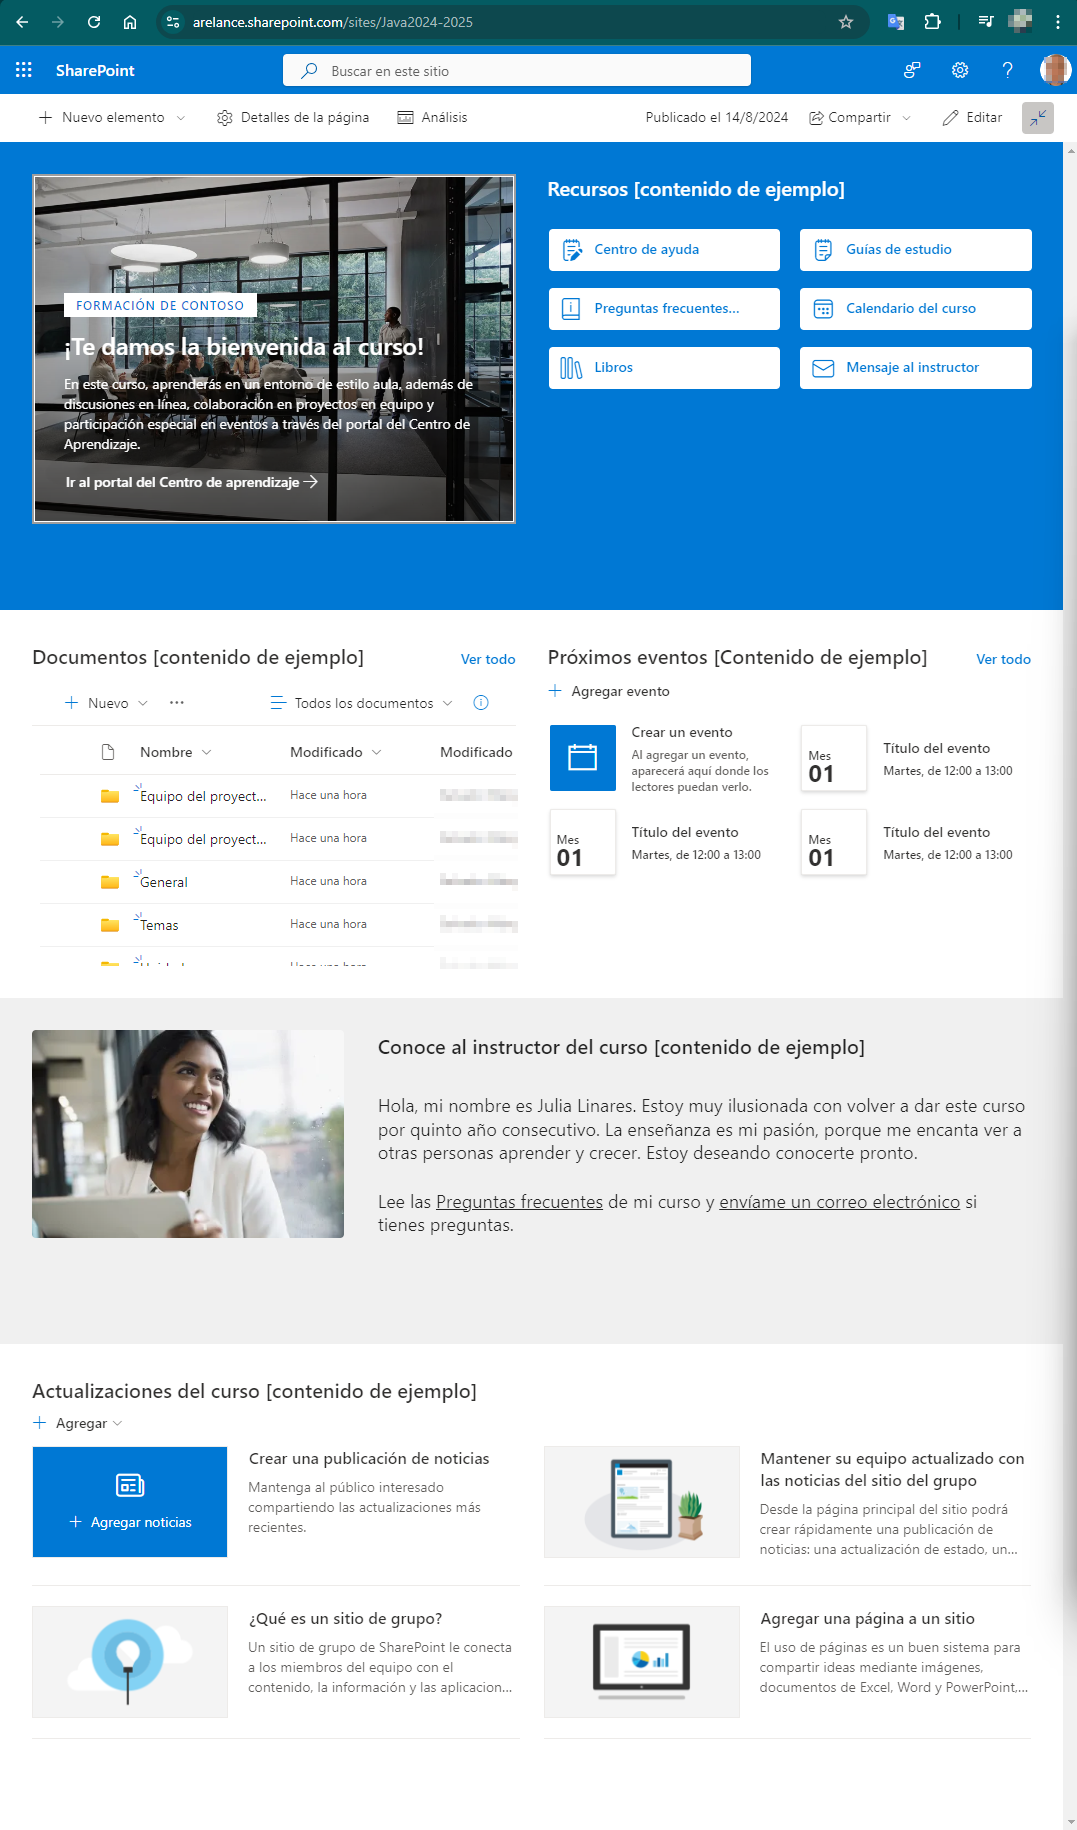 arelance.sharepoint.com/sites/Java2024-2025
SharePoint
Buscar en este sitio
Nuevo elemento
Detalles de la página
Análisis
Publicado el 14/8/2024
Compartir
Editar
FORMACIÓN DE CONTOSO
¡Te damos la bienvenida al curso!
En este curso, aprenderás en un entorno de estilo aula, además de
discusiones en línea, colaboración en proyectos en equipo y
participación especial en eventos a través del portal del Centro de
Aprendizaje.
Ir al portal del Centro de aprendizaje
Recursos [contenido de ejemplo]
Centro de ayuda
Guías de estudio
Preguntas frecuentes...
Calendario del curso
Libros
Mensaje al instructor
Documentos [contenido de ejemplo]
Ver todo
Nuevo
Todos los documentos
Nombre
Modificado
Modificado
Equipo del proyect...
Hace una hora
Equipo del proyect...
Hace una hora
General
Hace una hora
Temas
Hace una hora
Hace una hora
Próximos eventos [Contenido de ejemplo]
Ver todo
Agregar evento
Crear un evento
Al agregar un evento,
aparecerá aquí donde los
lectores puedan verlo.
Mes
01
Título del evento
Martes, de 12:00 a 13:00
Mes
01
Título del evento
Martes, de 12:00 a 13:00
Mes
01
Título del evento
Martes, de 12:00 a 13:00
Conoce al instructor del curso [contenido de ejemplo]
Hola, mi nombre es Julia Linares. Estoy muy ilusionada con volver a dar este curso
por quinto año consecutivo. La enseñanza es mi pasión, porque me encanta ver a
otras personas aprender y crecer. Estoy deseando conocerte pronto.
Lee las Preguntas frecuentes de mi curso y envíame un correo electrónico si
tienes preguntas.
Actualizaciones del curso [contenido de ejemplo]
Agregar
Agregar noticias
Crear una publicación de noticias
Mantenga al público interesado
compartiendo las actualizaciones más
recientes.
Mantener su equipo actualizado con
las noticias del sitio del grupo
Desde la página principal del sitio podrá
crear rápidamente una publicación de
noticias: una actualización de estado, un...
¿Qué es un sitio de grupo?
Un sitio de grupo de SharePoint le conecta
a los miembros del equipo con el
contenido, la información y las aplicacion...
Agregar una página a un sitio
El uso de páginas es un buen sistema para
compartir ideas mediante imágenes,
documentos de Excel, Word y PowerPoint,...